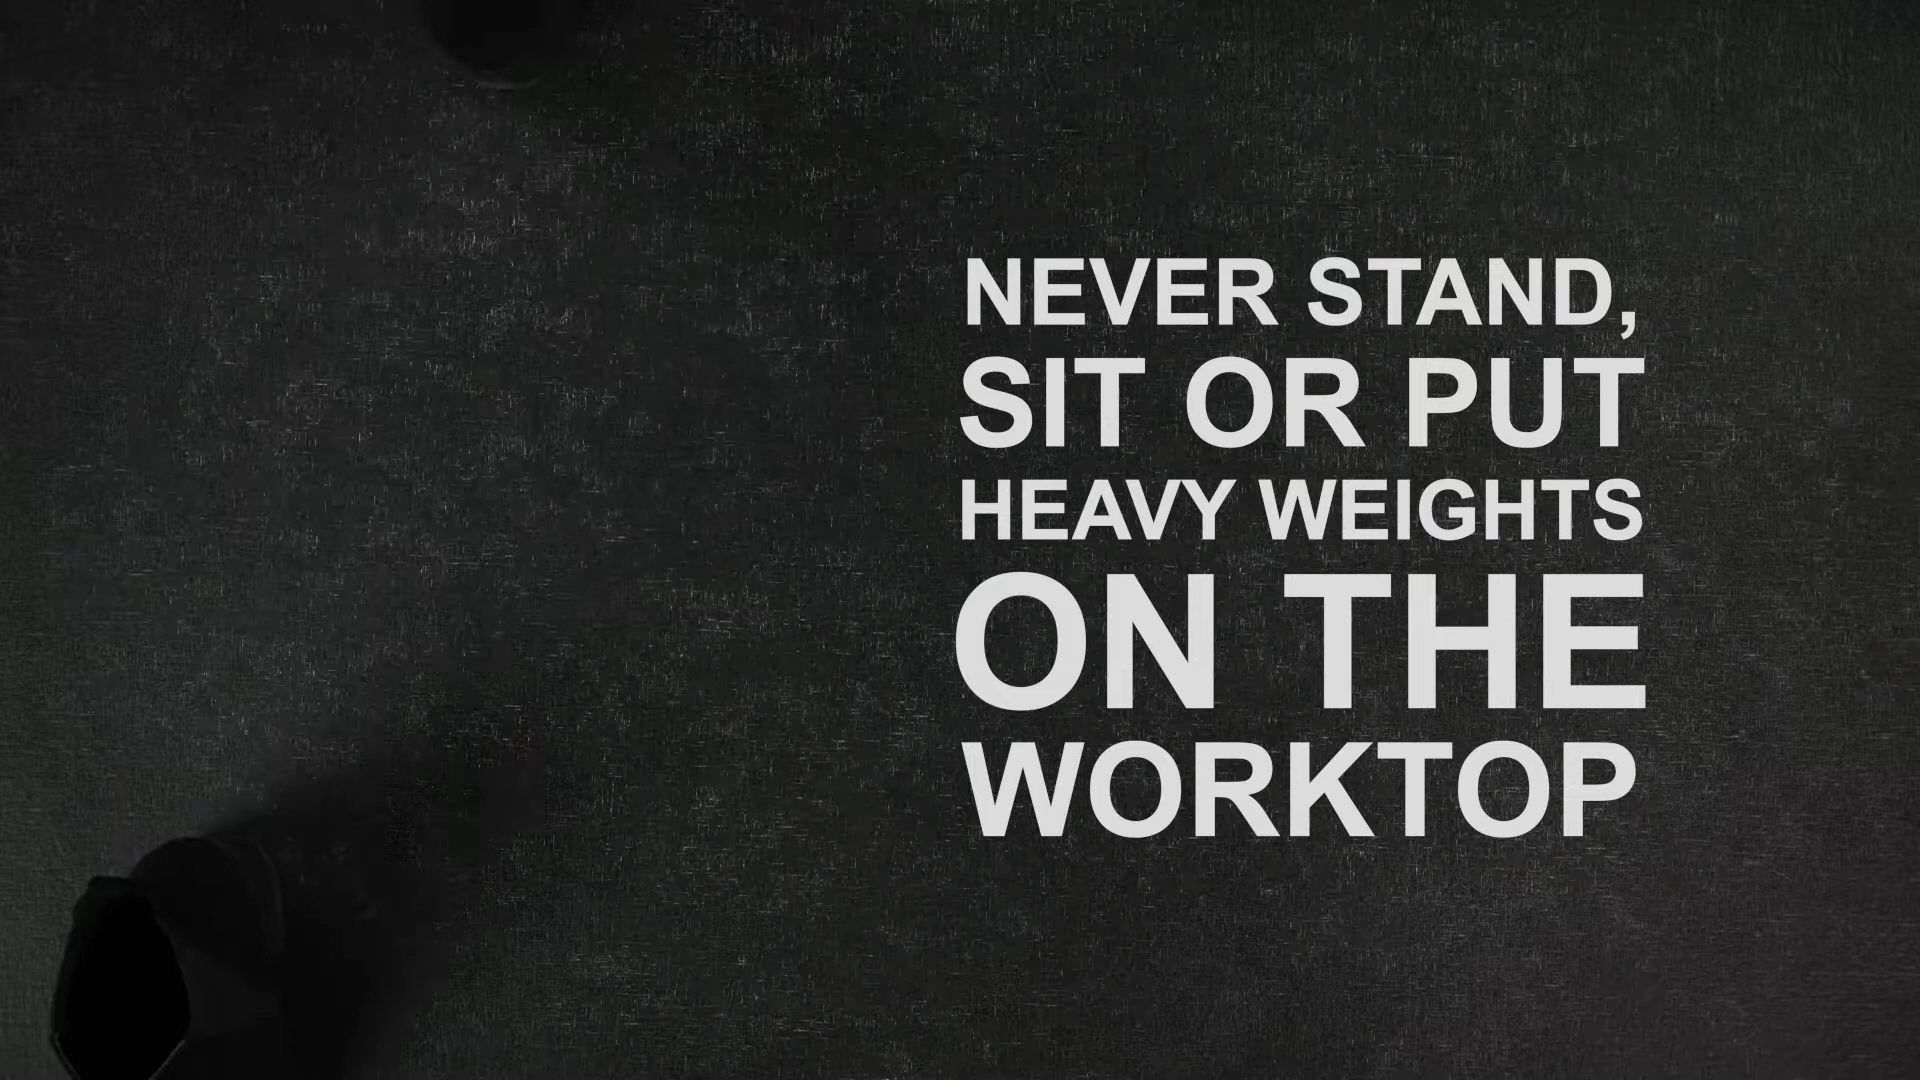 NEVER STAND,
SIT OR PUT
HEAVY WEIGHTS
ON THE
WORKTOP